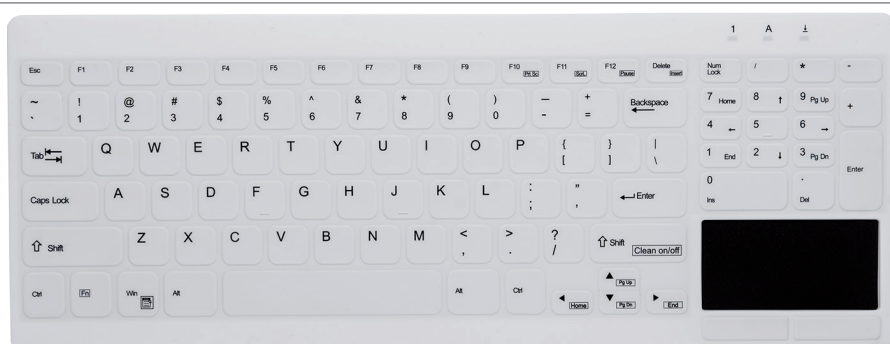 1 A ⤓
Esc F1 F2 F3 F4 F5 F6 F7 F8 F9 F10 Prt Sc F11 ScrL F12 Pause Delete Insert Num Lock / * -
~ ` ! 1 @ 2 # 3 $ 4 % 5 ^ 6 & 7 * 8 ( 9 ) 0 — - + = Backspace ← 7 Home 8 ↑ 9 Pg Up +
Tab Q W E R T Y U I O P { [ } ] | \ 4 ← 5 6 →
Caps Lock A S D F G H J K L : ; " ' Enter 1 End 2 ↓ 3 Pg Dn Enter
0 Ins . Del
⇧ Shift Z X C V B N M < , > . ? / ⇧ Shift Clean on/off
Ctrl Fn Win Alt Alt Ctrl ◀ Home ▲ Pg Up ▼ Pg Dn ▶ End